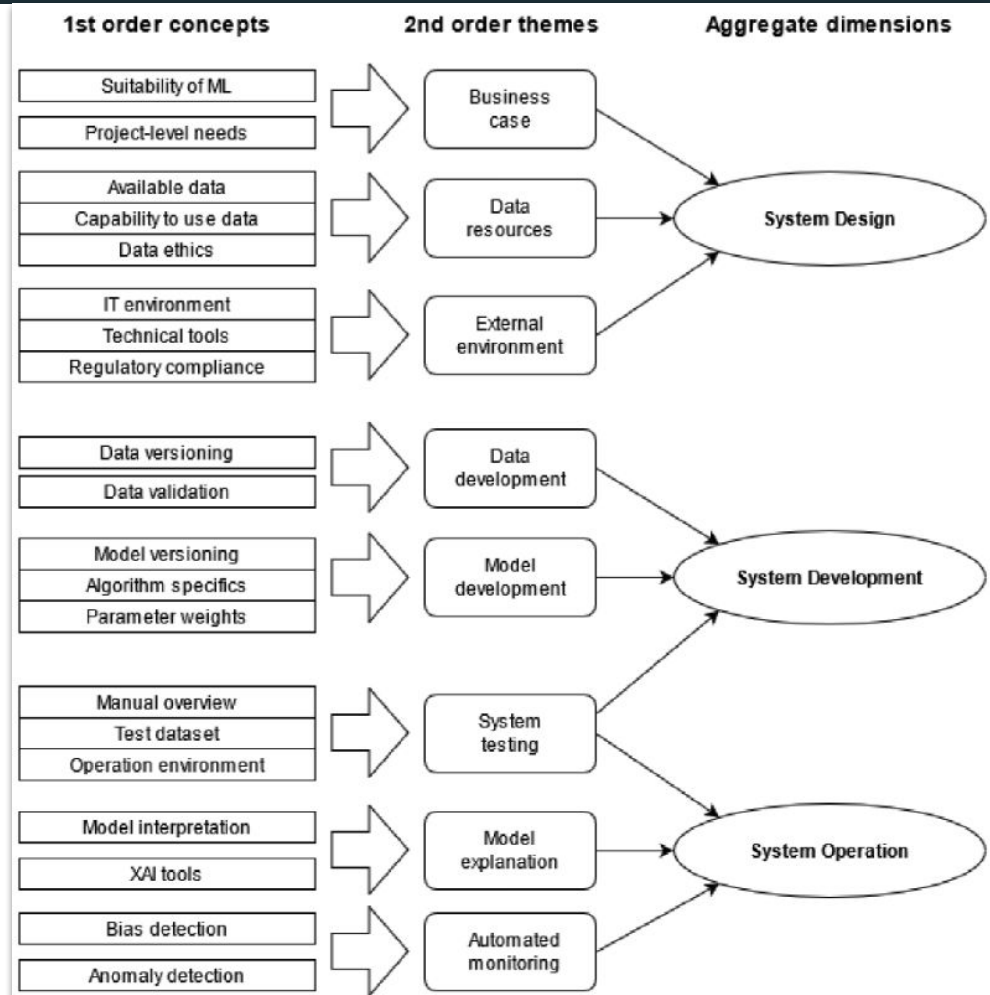 1st order concepts
2nd order themes
Aggregate dimensions
Suitability of ML
Project-level needs
Business
case
Available data
Capability to use data
Data ethics
Data
resources
System Design
IT environment
Technical tools
Regulatory compliance
External
environment
Data versioning
Data validation
Data
development
Model versioning
Algorithm specifics
Parameter weights
Model
development
System Development
Manual overview
Test dataset
Operation environment
System
testing
Model interpretation
XAI tools
Model
explanation
System Operation
Bias detection
Anomaly detection
Automated
monitoring